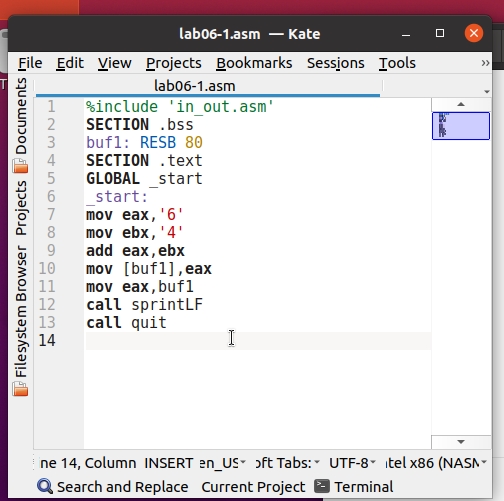 lab06-1.asm — Kate
File Edit View Projects Bookmarks Sessions Tools »
lab06-1.asm
Documents
Projects
Filesystem Browser
1 %include 'in_out.asm'
2 SECTION .bss
3 buf1: RESB 80
4 SECTION .text
5 GLOBAL _start
6 _start:
7 mov eax,'6'
8 mov ebx,'4'
9 add eax,ebx
10 mov [buf1],eax
11 mov eax,buf1
12 call sprintLF
13 call quit
14
ne 14, Column INSERT en_US oft Tabs: UTF-8 ntel x86 (NASM
Search and Replace Current Project Terminal